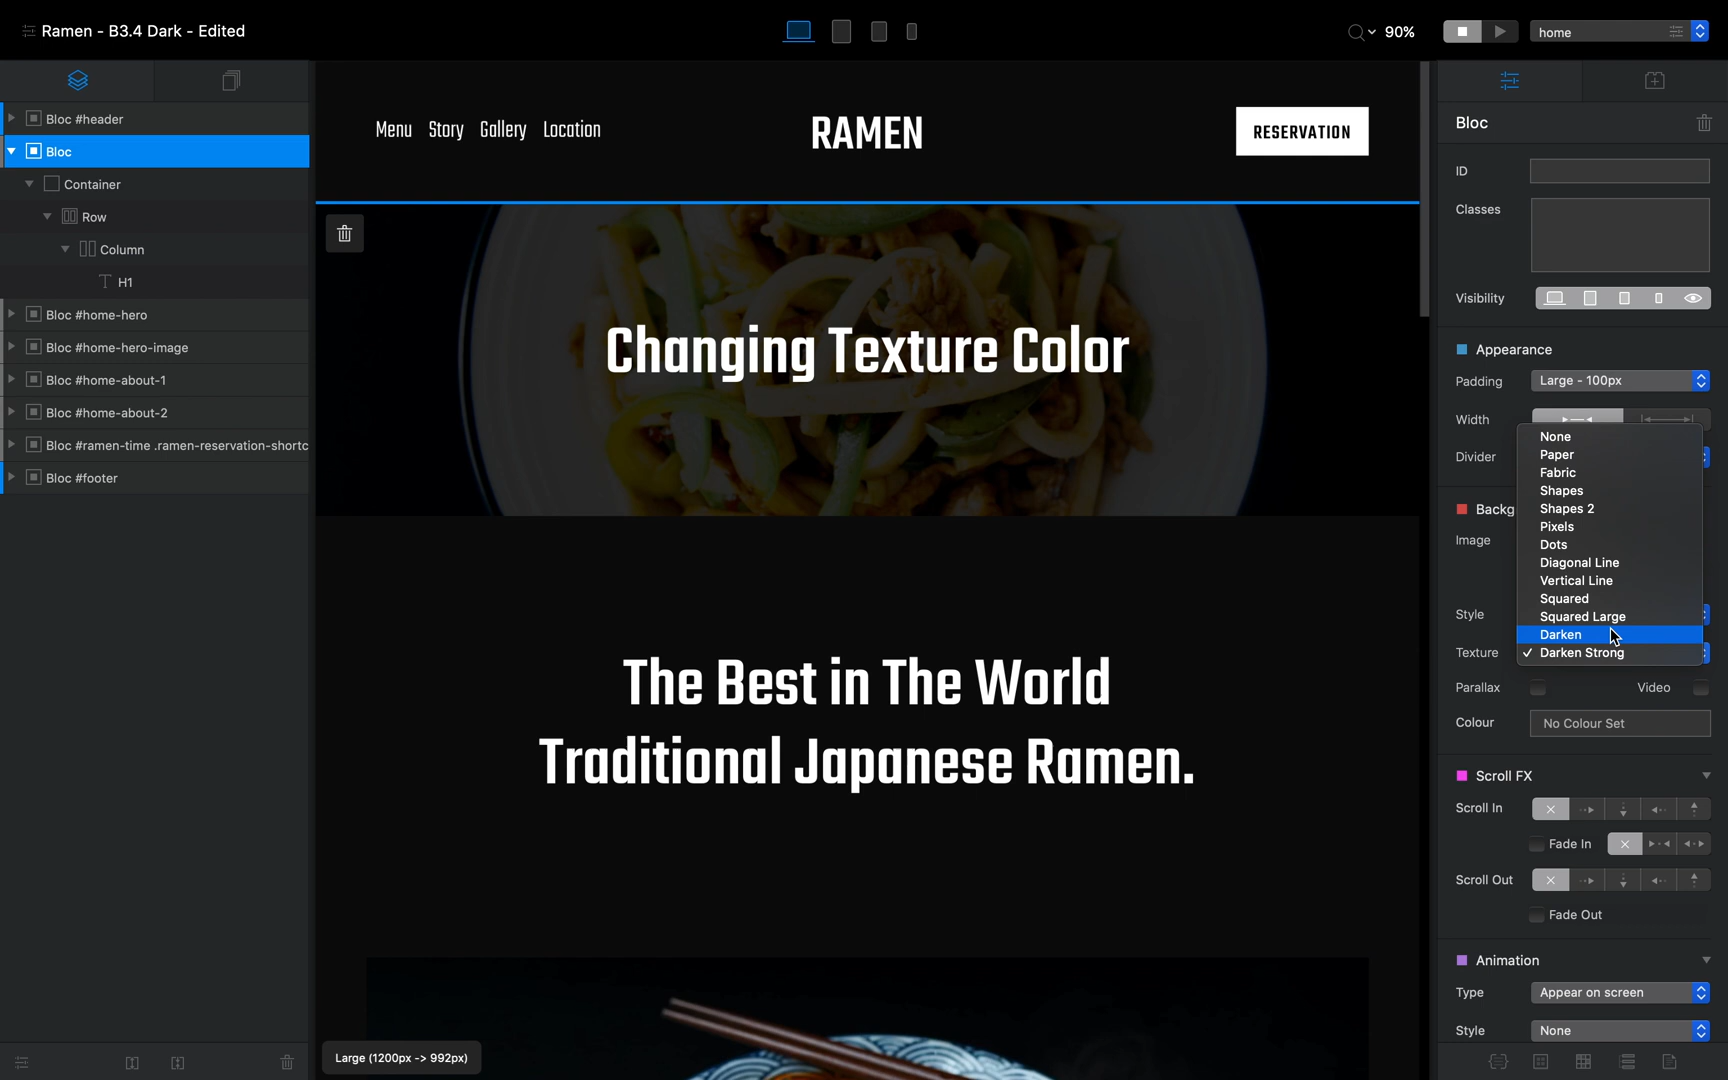 Ramen - B3.4 Dark - Edited
90%
home
Bloc #header
Bloc
Container
Row
Column
H1
Bloc #home-hero
Bloc #home-hero-image
Bloc #home-about-1
Bloc #home-about-2
Bloc #ramen-time .ramen-reservation-shortc
Bloc #footer
Menu Story Gallery Location
RAMEN
RESERVATION
Changing Texture Color
The Best in The World
Traditional Japanese Ramen.
Large (1200px -> 992px)
Bloc
ID
Classes
Visibility
Appearance
Padding Large - 100px
Width
Divider
Backg
Image
Style
Texture
None
Paper
Fabric
Shapes
Shapes 2
Pixels
Dots
Diagonal Line
Vertical Line
Squared
Squared Large
Darken
✓ Darken Strong
Parallax Video
Colour No Colour Set
Scroll FX
Scroll In
Fade In
Scroll Out
Fade Out
Animation
Type Appear on screen
Style None